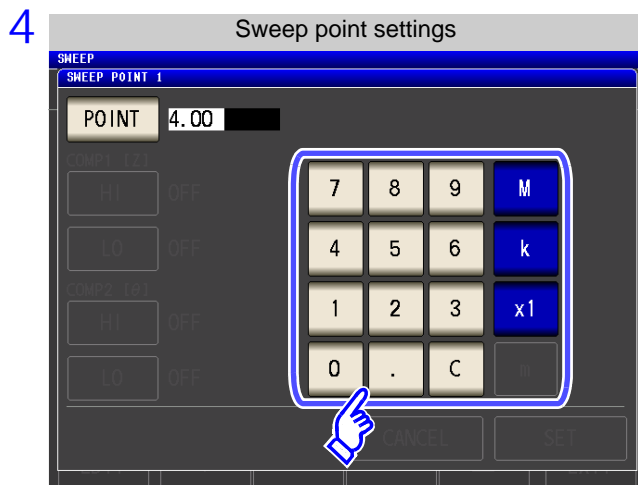 4
Sweep point settings
SWEEP
SWEEP POINT 1
POINT 4.00
COMP1 [Z]
HI OFF
7 8 9 M
LO OFF
4 5 6 k
COMP2 [θ]
HI OFF
1 2 3 x1
LO OFF
0 . C m
CANCEL SET